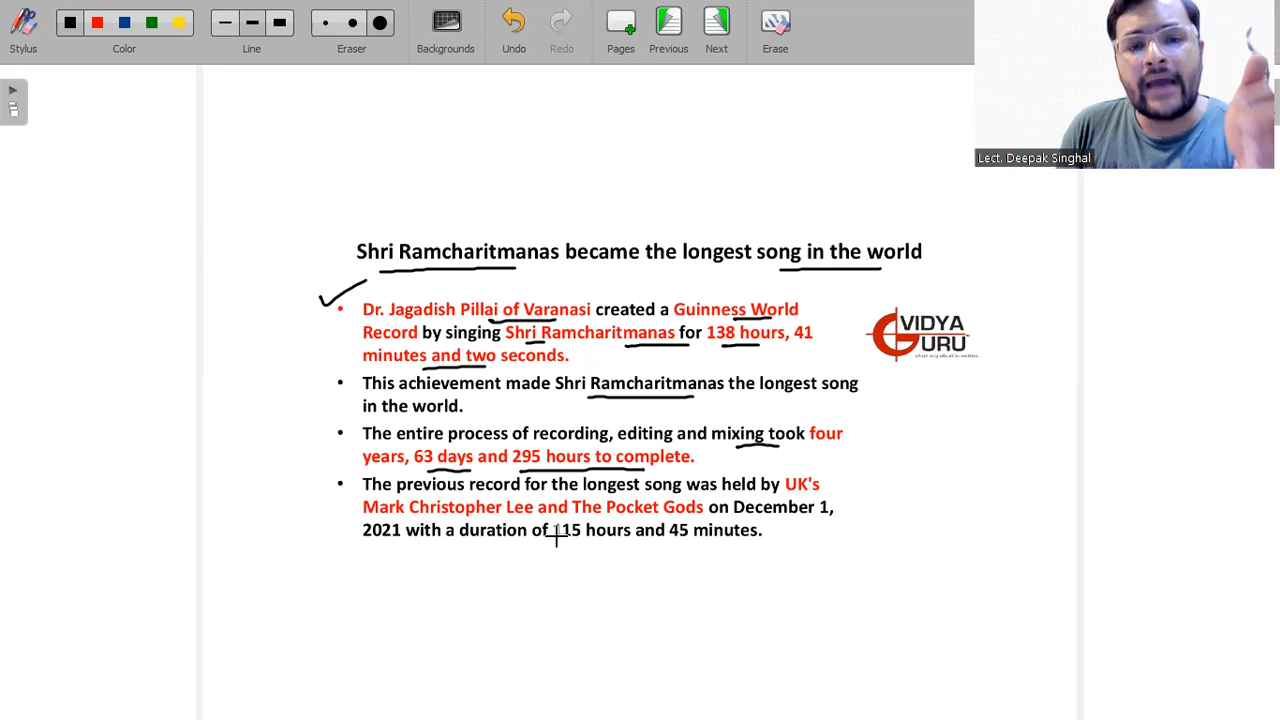 Stylus
Color
Line
Eraser
Backgrounds
Undo
Redo
Pages
Previous
Next
Erase
Lect. Deepak Singhal
Shri Ramcharitmanas became the longest song in the world
• Dr. Jagadish Pillai of Varanasi created a Guinness World
Record by singing Shri Ramcharitmanas for 138 hours, 41
minutes and two seconds.
VIDYA
GURU
• This achievement made Shri Ramcharitmanas the longest song
in the world.
• The entire process of recording, editing and mixing took four
years, 63 days and 295 hours to complete.
• The previous record for the longest song was held by UK's
Mark Christopher Lee and The Pocket Gods on December 1,
2021 with a duration of 115 hours and 45 minutes.